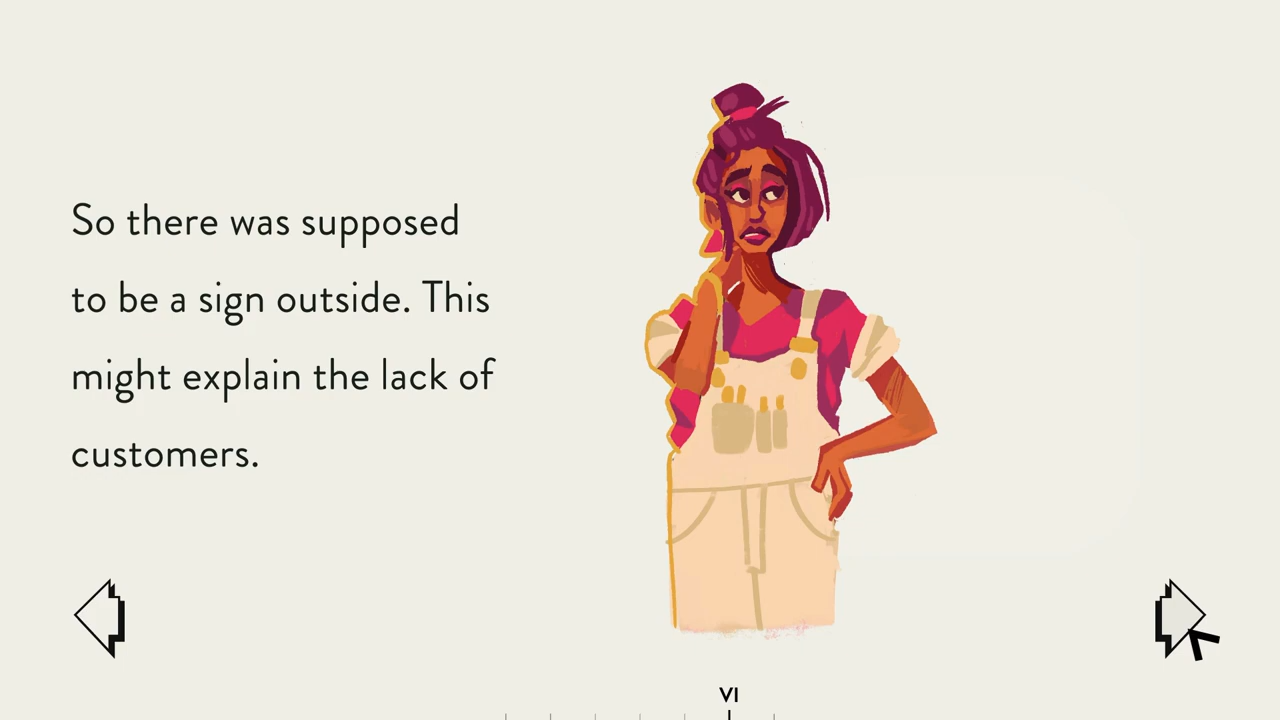 So there was supposed
to be a sign outside. This
might explain the lack of
customers.
VI